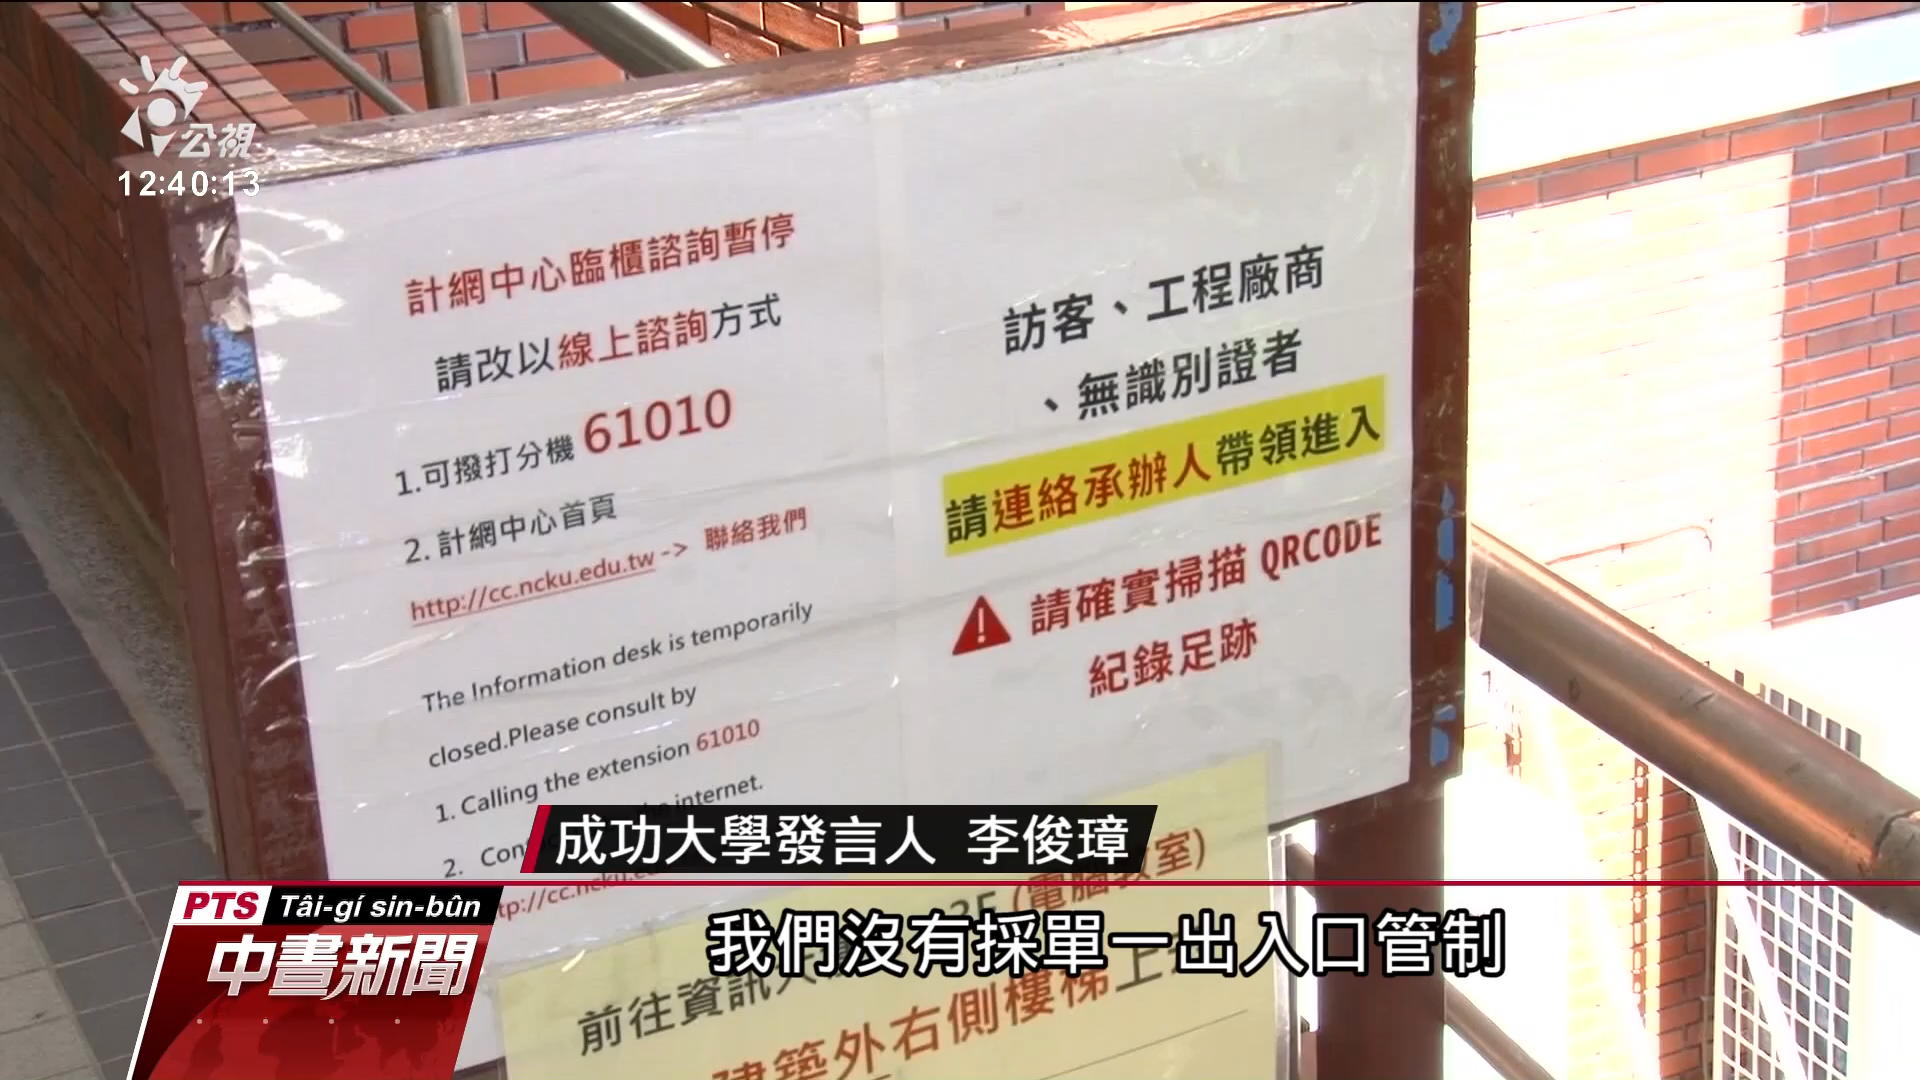 公視
12:40:13
計網中心臨櫃諮詢暫停
請改以線上諮詢方式
1.可撥打分機 61010
2.計網中心首頁
http://cc.ncku.edu.tw -> 聯絡我們
The Information desk is temporarily
closed.Please consult by
1. Calling the extension 61010
2.
internet.
訪客、工程廠商
、無識別證者
請連絡承辦人帶領進入
請確實掃描 QRCODE
紀錄足跡
(電腦教室)
前往資訊大
建築外右側樓梯上
成功大學發言人 李俊璋
我們沒有採單一出入口管制
PTS Tâi-gí sin-bûn
中晝新聞